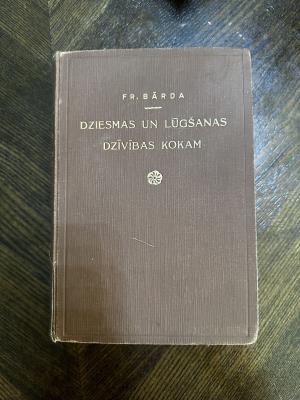 FR. BĀRDA
DZIESMAS UN LŪGŠANAS
DZĪVĪBAS KOKAM